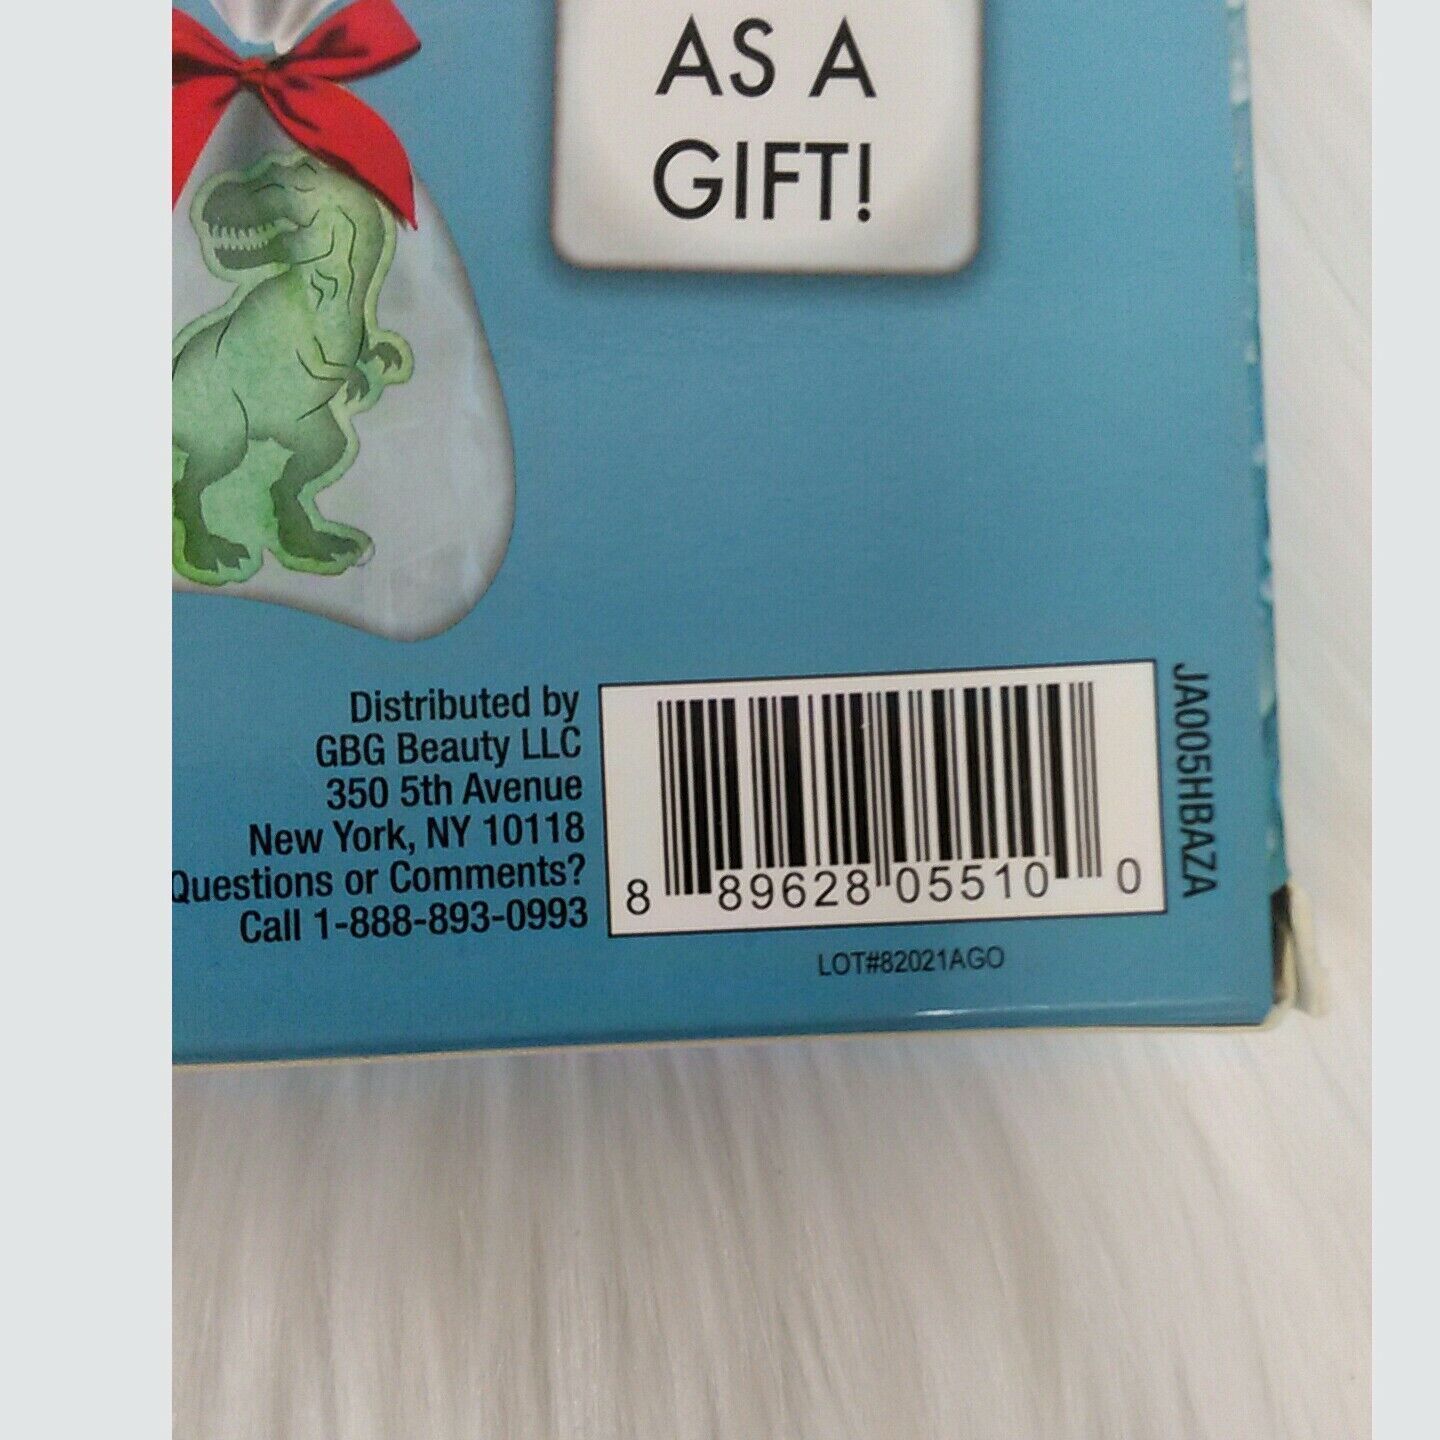 AS A
GIFT!
Distributed by
GBG Beauty LLC
350 5th Avenue
New York, NY 10118
Questions or Comments?
Call 1-888-893-0993
8 89628 05510 0
JA005HBAZA
LOT#82021AGO